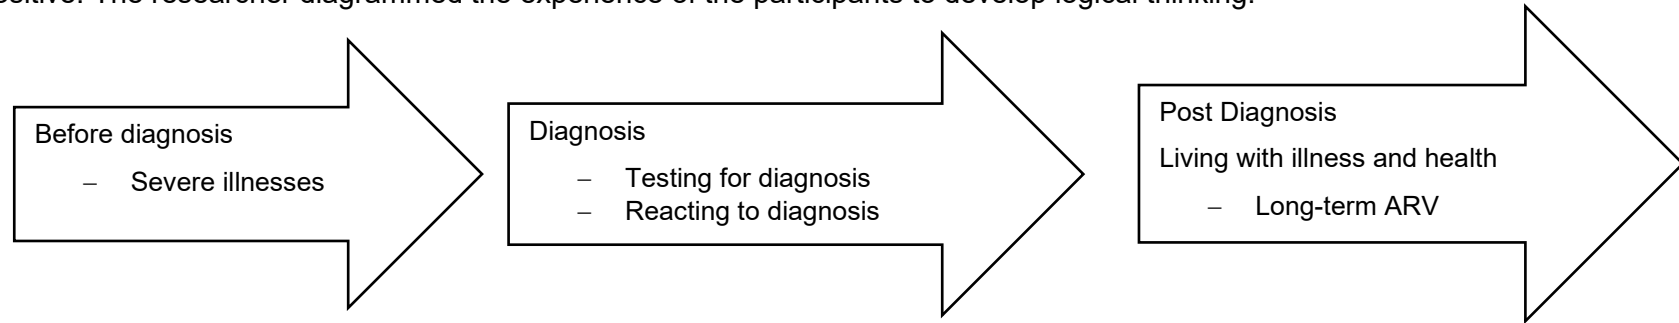 ositive. The researcher diagrammed the experience of the participants to develop logical thinking.
Before diagnosis
– Severe illnesses
Diagnosis
– Testing for diagnosis
– Reacting to diagnosis
Post Diagnosis
Living with illness and health
– Long-term ARV